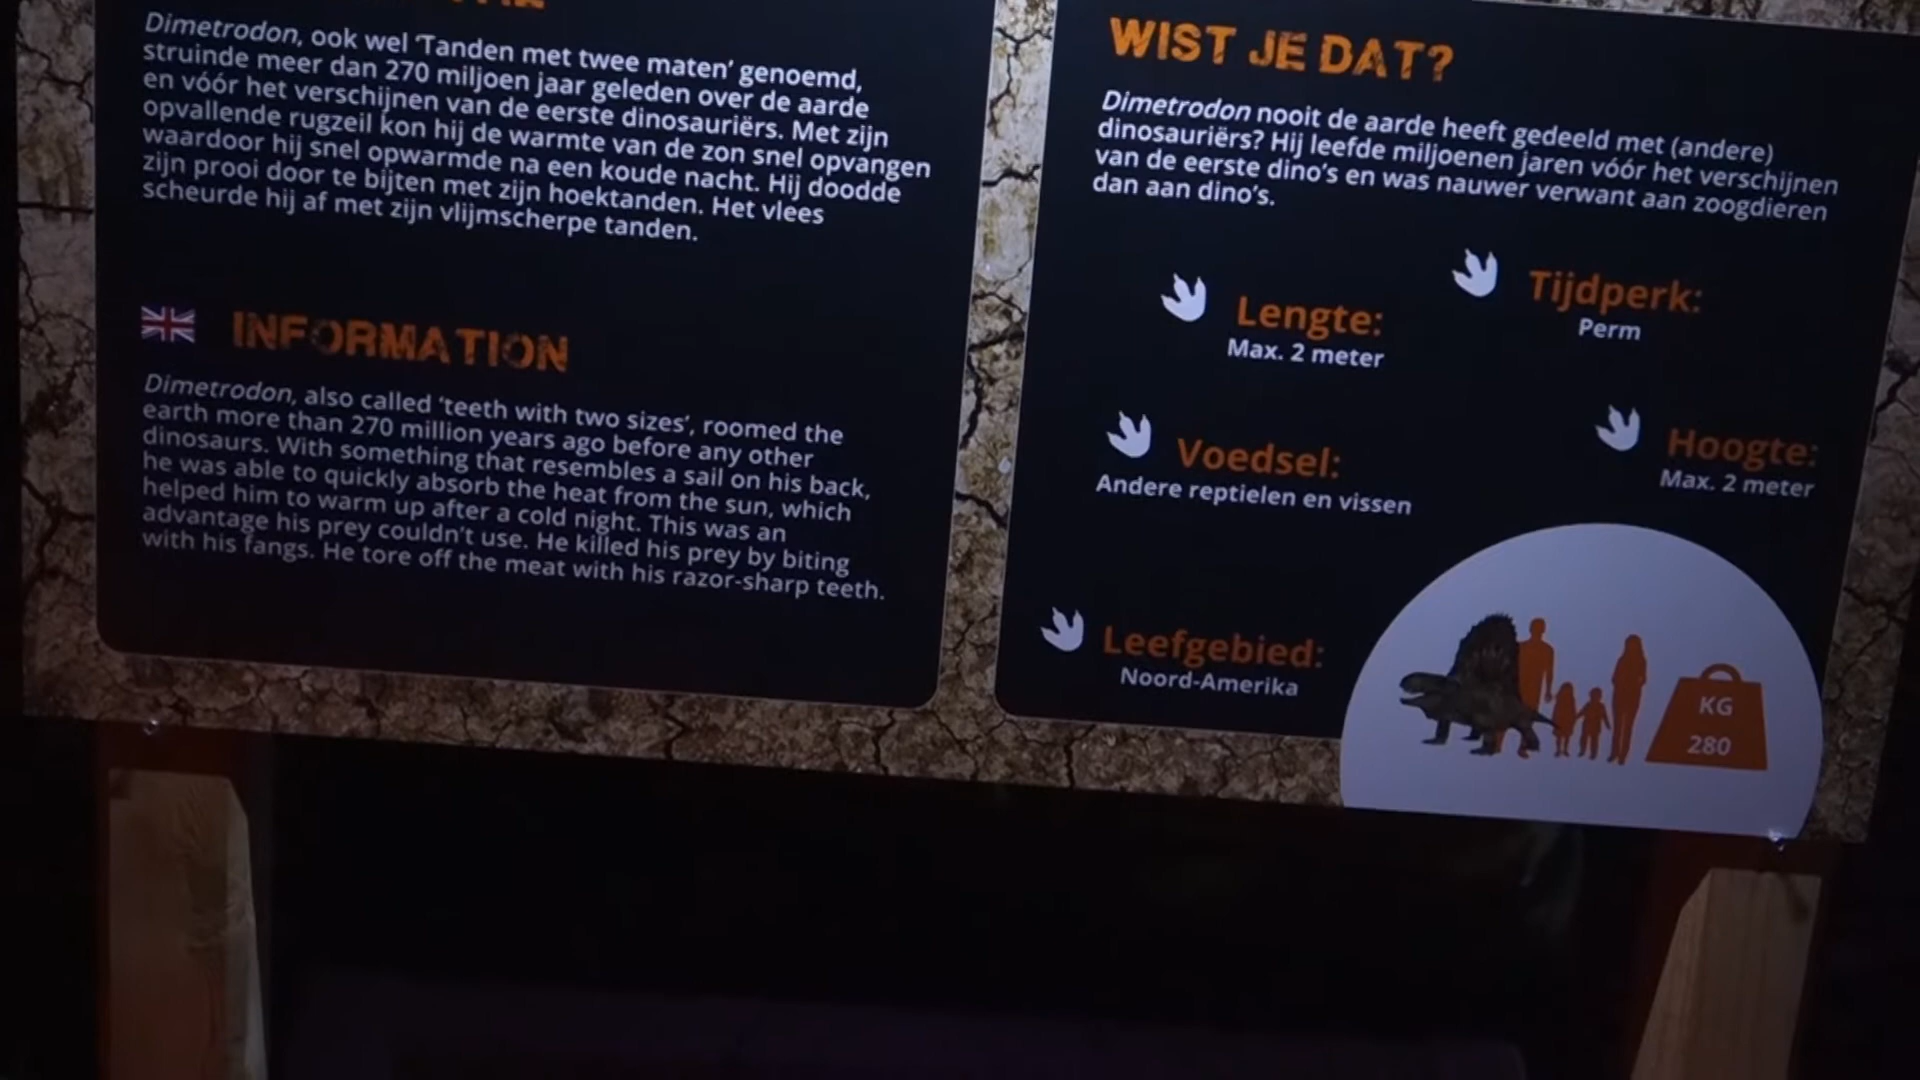 Dimetrodon, ook wel ‘Tanden met twee maten’ genoemd,
struinde meer dan 270 miljoen jaar geleden over de aarde
en vóór het verschijnen van de eerste dinosauriërs. Met zijn
opvallende rugzeil kon hij de warmte van de zon snel opvangen
waardoor hij snel opwarmde na een koude nacht. Hij doodde
zijn prooi door te bijten met zijn hoektanden. Het vlees
scheurde hij af met zijn vlijmscherpe tanden.
INFORMATION
Dimetrodon, also called ‘teeth with two sizes’, roomed the
earth more than 270 million years ago before any other
dinosaurs. With something that resembles a sail on his back,
he was able to quickly absorb the heat from the sun, which
helped him to warm up after a cold night. This was an
advantage his prey couldn’t use. He killed his prey by biting
with his fangs. He tore off the meat with his razor-sharp teeth.
WIST JE DAT?
Dimetrodon nooit de aarde heeft gedeeld met (andere)
dinosauriërs? Hij leefde miljoenen jaren vóór het verschijnen
van de eerste dino’s en was nauwer verwant aan zoogdieren
dan aan dino’s.
Lengte:
Max. 2 meter
Tijdperk:
Perm
Voedsel:
Andere reptielen en vissen
Hoogte:
Max. 2 meter
Leefgebied:
Noord-Amerika
KG
280